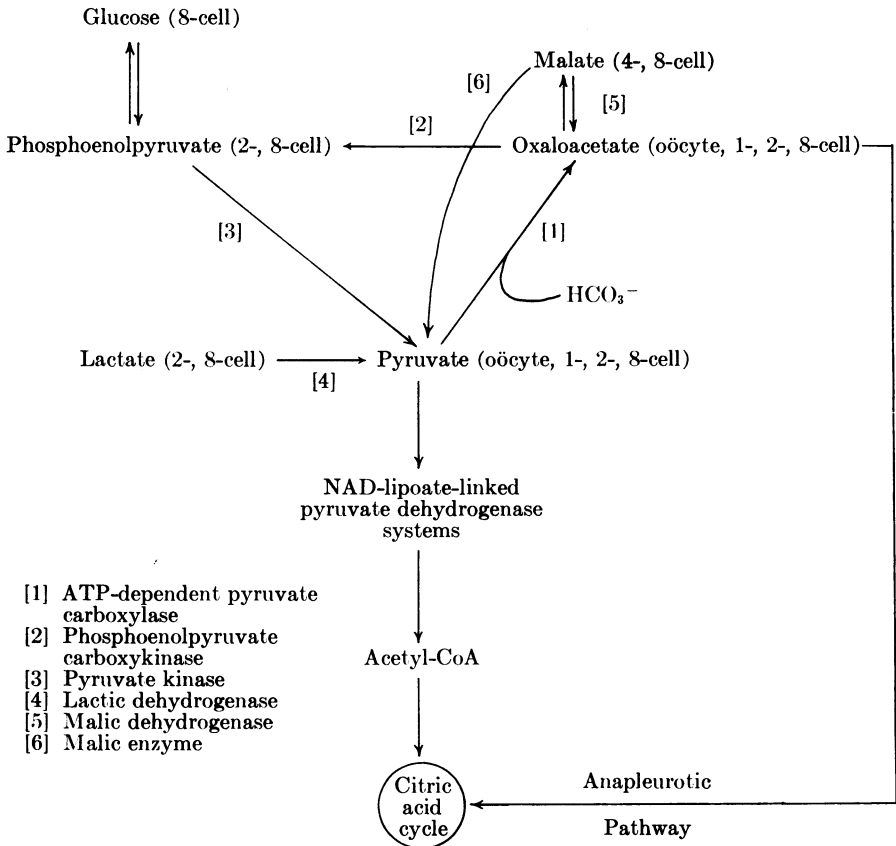 Glucose (8-cell)
Malate (4-, 8-cell)
[6]
[5]
[2]
Phosphoenolpyruvate (2-, 8-cell)
Oxaloacetate (oöcyte, 1-, 2-, 8-cell)
[3]
[1]
HCO₃⁻
Lactate (2-, 8-cell)
Pyruvate (oöcyte, 1-, 2-, 8-cell)
[4]
NAD-lipoate-linked
pyruvate dehydrogenase
systems
[1] ATP-dependent pyruvate
carboxylase
[2] Phosphoenolpyruvate
carboxykinase
[3] Pyruvate kinase
[4] Lactic dehydrogenase
[5] Malic dehydrogenase
[6] Malic enzyme
Acetyl-CoA
Citric
acid
cycle
Anapleurotic
Pathway